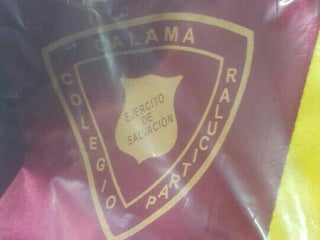 CALAMA
COLEGIO
PARTICULAR
EJERCITO
DE
SALVACION